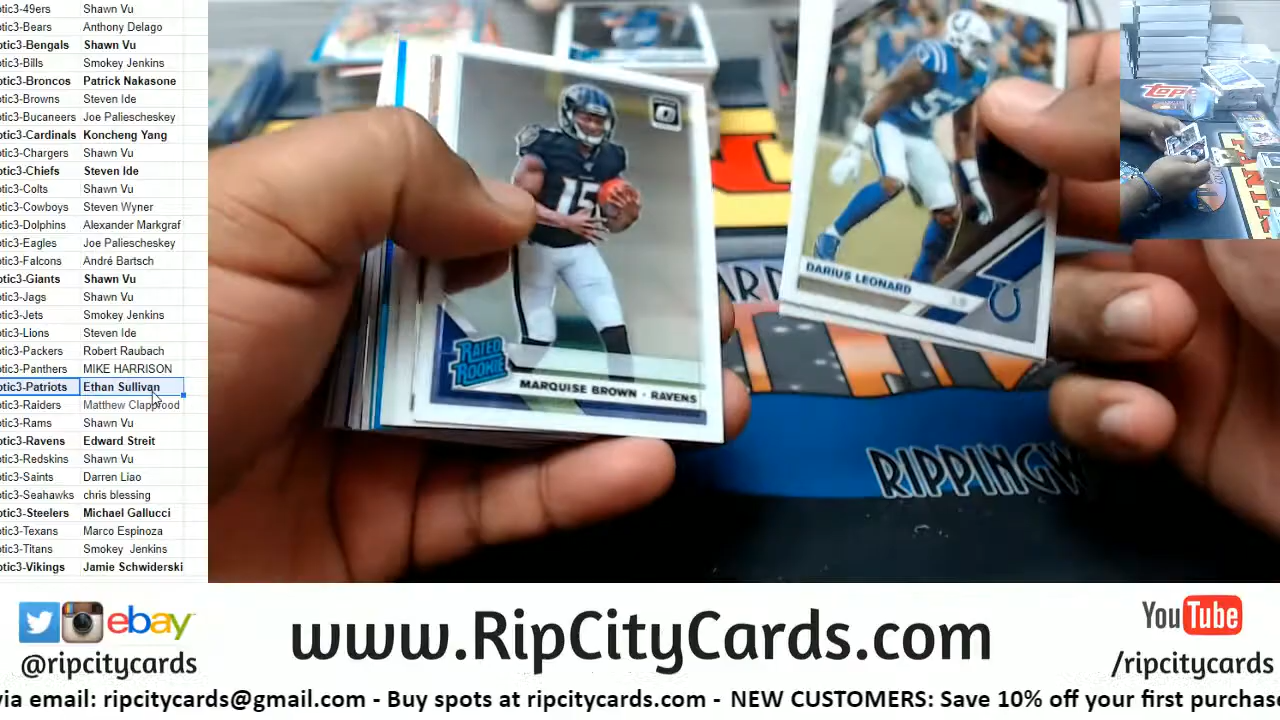 otic3-49ers Shawn Vu
otic3-Bears Anthony Delago
otic3-Bengals Shawn Vu
otic3-Bills Smokey Jenkins
otic3-Broncos Patrick Nakasone
otic3-Browns Steven Ide
otic3-Bucaneers Joe Paliescheskey
otic3-Cardinals Koncheng Yang
otic3-Chargers Shawn Vu
otic3-Chiefs Steven Ide
otic3-Colts Shawn Vu
otic3-Cowboys Steven Wyner
otic3-Dolphins Alexander Markgraf
otic3-Eagles Joe Paliescheskey
otic3-Falcons André Bartsch
otic3-Giants Shawn Vu
otic3-Jags Shawn Vu
otic3-Jets Smokey Jenkins
otic3-Lions Steven Ide
otic3-Packers Robert Raubach
otic3-Panthers MIKE HARRISON
otic3-Patriots Ethan Sullivan
otic3-Raiders Matthew Clapgood
otic3-Rams Shawn Vu
otic3-Ravens Edward Streit
otic3-Redskins Shawn Vu
otic3-Saints Darren Liao
otic3-Seahawks chris blessing
otic3-Steelers Michael Gallucci
otic3-Texans Marco Espinoza
otic3-Titans Smokey Jenkins
otic3-Vikings Jamie Schwiderski
15
RATED
ROOKIE
MARQUISE BROWN · RAVENS
DARIUS LEONARD LB
TOPPS
RIPPINGW
ebay
@ripcitycards
www.RipCityCards.com
YouTube
/ripcitycards
via email: ripcitycards@gmail.com - Buy spots at ripcitycards.com - NEW CUSTOMERS: Save 10% off your first purchase